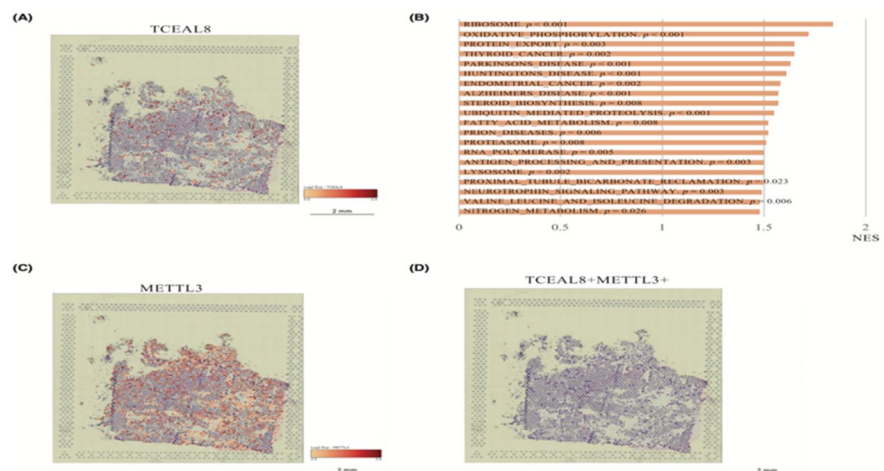 (A)
TCEAL8
2 mm
(B)
RIBOSOME. p < 0.001
OXIDATIVE_PHOSPHORYLATION. p < 0.001
PROTEIN_EXPORT. p = 0.003
THYROID_CANCER. p = 0.002
PARKINSONS_DISEASE. p < 0.001
HUNTINGTONS_DISEASE. p < 0.001
ENDOMETRIAL_CANCER. p = 0.002
ALZHEIMERS_DISEASE. p < 0.001
STEROID_BIOSYNTHESIS. p = 0.008
UBIQUITIN_MEDIATED_PROTEOLYSIS. p < 0.001
FATTY_ACID_METABOLISM. p = 0.008
PRION_DISEASES. p = 0.006
PROTEASOME. p = 0.008
RNA_POLYMERASE. p = 0.005
ANTIGEN_PROCESSING_AND_PRESENTATION. p = 0.003
LYSOSOME. p = 0.002
PROXIMAL_TUBULE_BICARBONATE_RECLAMATION. p = 0.023
NEUROTROPHIN_SIGNALING_PATHWAY. p = 0.003
VALINE_LEUCINE_AND_ISOLEUCINE_DEGRADATION. p = 0.006
NITROGEN_METABOLISM. p = 0.026
0 0.5 1 1.5 2
NES
(C)
METTL3
2 mm
(D)
TCEAL8+METTL3+
2 mm